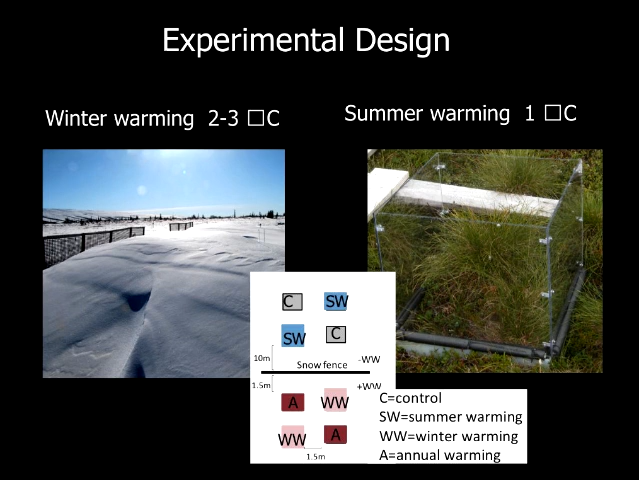 Experimental Design
Winter warming 2-3 □C
Summer warming 1 □C
C
SW
SW
C
10m
Snow fence
-WW
1.5m
+WW
A
WW
WW
A
1.5m
C=control
SW=summer warming
WW=winter warming
A=annual warming